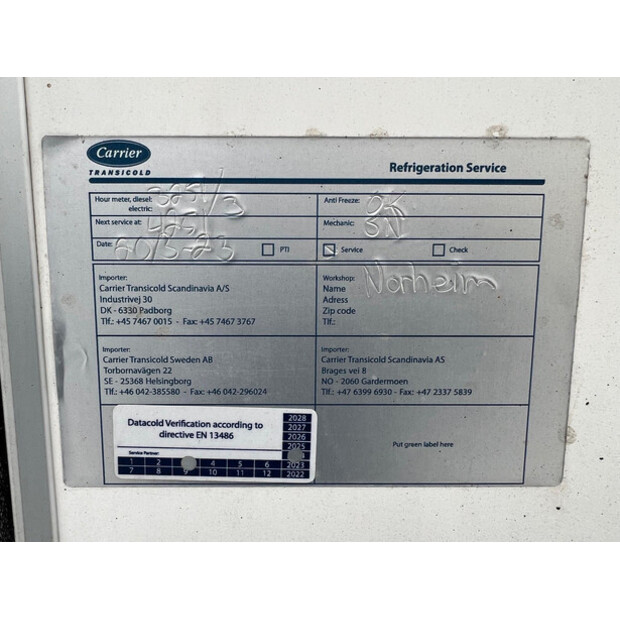 Carrier
TRANSICOLD
Refrigeration Service
Hour meter, diesel:
electric:
Anti Freeze: OK
Next service at:
Mechanic:
Date:
PTI
Service
Check
Importer:
Carrier Transicold Scandinavia A/S
Industrivej 30
DK - 6330 Padborg
Tlf.: +45 7467 0015 - Fax: +45 7467 3767
Workshop:
Name Norheim
Adress
Zip code
Tlf.:
Importer:
Carrier Transicold Sweden AB
Torbornavägen 22
SE - 25368 Helsingborg
Tlf.: +46 042-385580 - Fax: +46 042-296024
Importer:
Carrier Transicold Scandinavia AS
Brages vei 8
NO - 2060 Gardermoen
Tlf.: +47 6399 6930 - Fax: +47 2337 5839
Datacold Verification according to
directive EN 13486
Service Partner:
2028
2027
2026
2025
1 2 4 5 6 2023
7 8 9 10 11 12 2022
Put green label here